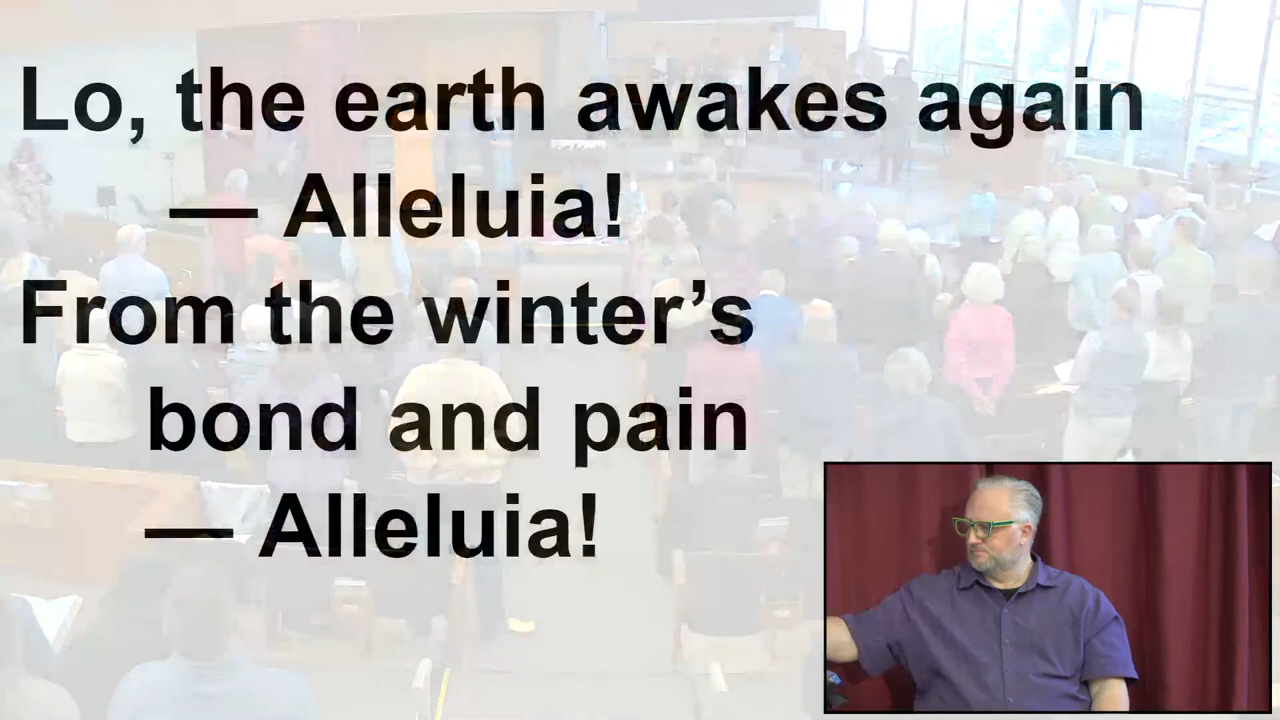 Lo, the earth awakes again
— Alleluia!
From the winter’s
bond and pain
— Alleluia!